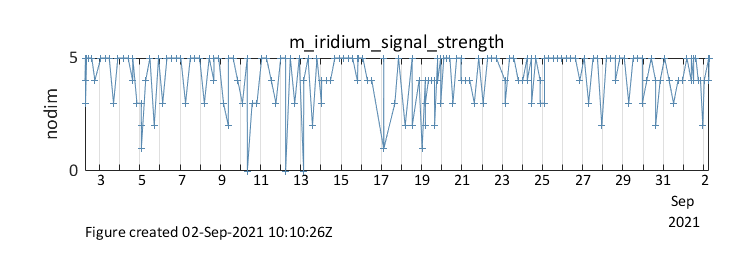 m_iridium_signal_strength
5
nodim
0
3 5 7 9 11 13 15 17 19 21 23 25 27 29 31 2
Sep
2021
Figure created 02-Sep-2021 10:10:26Z